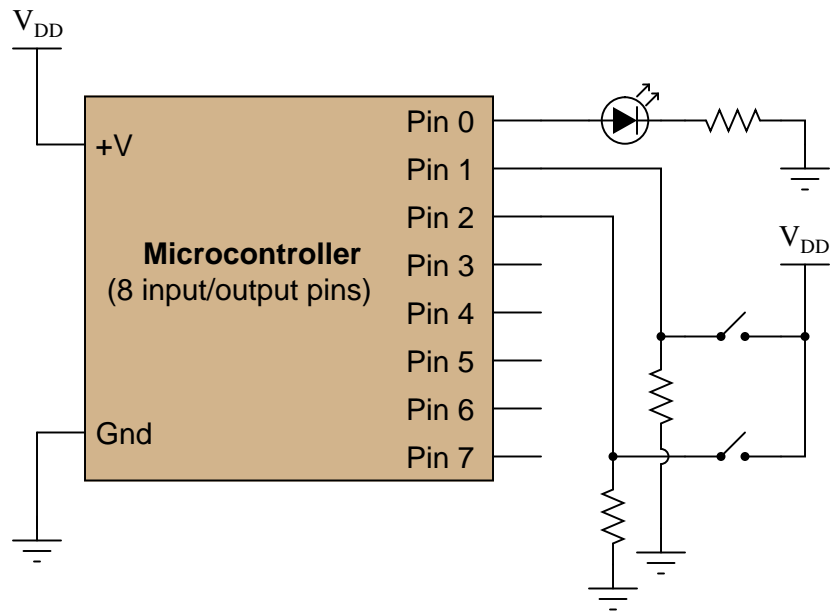 V_DD
+V
Pin 0
Pin 1
Pin 2
Microcontroller
(8 input/output pins)
Pin 3
Pin 4
Pin 5
Pin 6
Pin 7
Gnd
V_DD